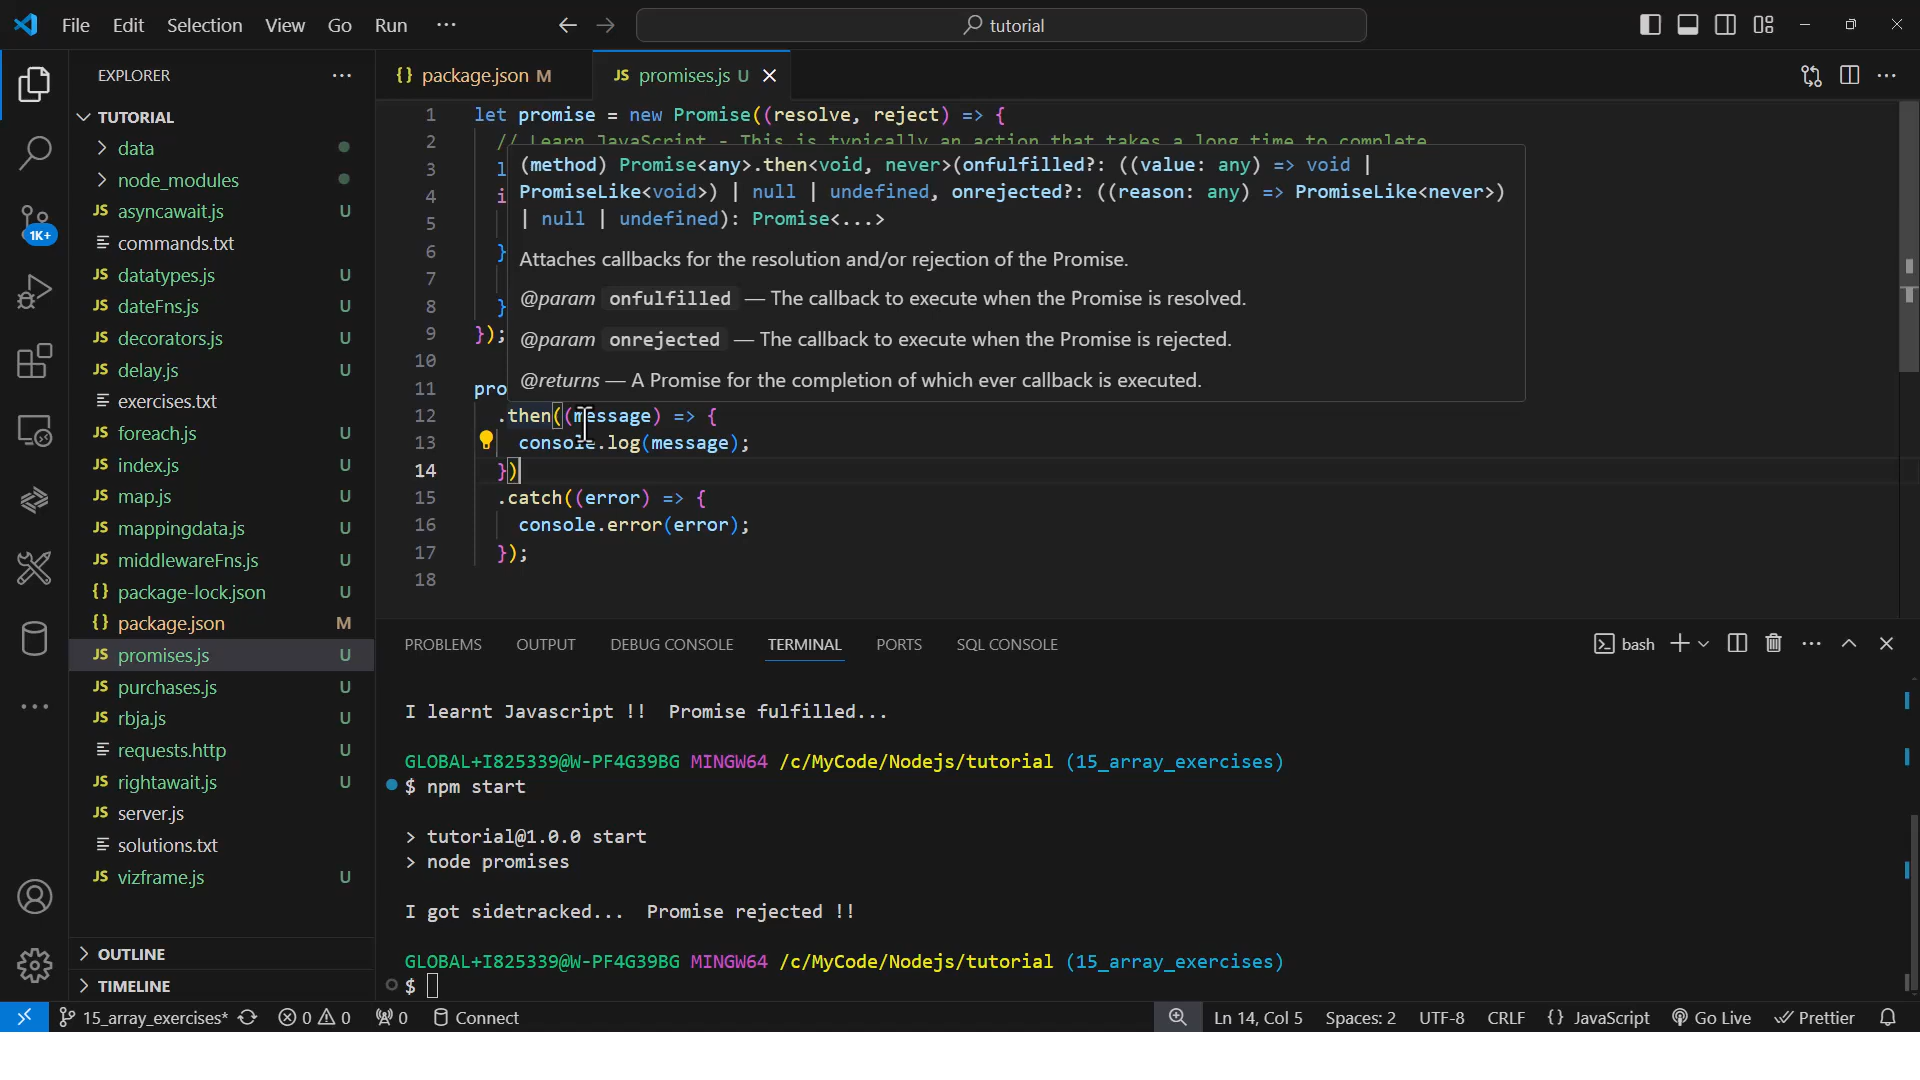 File Edit Selection View Go Run ··· tutorial
EXPLORER ···
TUTORIAL
data
node_modules
JS asyncawait.js U
commands.txt
JS datatypes.js U
JS dateFns.js U
JS decorators.js U
JS delay.js U
exercises.txt
JS foreach.js U
JS index.js U
JS map.js U
JS mappingdata.js U
JS middlewareFns.js U
{} package-lock.json U
{} package.json M
JS promises.js U
JS purchases.js U
JS rbja.js U
requests.http U
JS rightawait.js U
JS server.js
solutions.txt
JS vizframe.js U
OUTLINE
TIMELINE
1K+
{} package.json M JS promises.js U
1 let promise = new Promise((resolve, reject) => {
2 // Learn JavaScript - This is typically an action that takes a long time to complete
3 l
4 i
5
6 }
7
8 }
9 });
10
11 pro
12 .then((message) => {
13 console.log(message);
14 })
15 .catch((error) => {
16 console.error(error);
17 });
18
(method) Promise<any>.then<void, never>(onfulfilled?: ((value: any) => void |
PromiseLike<void>) | null | undefined, onrejected?: ((reason: any) => PromiseLike<never>)
| null | undefined): Promise<...>
Attaches callbacks for the resolution and/or rejection of the Promise.
@param onfulfilled — The callback to execute when the Promise is resolved.
@param onrejected — The callback to execute when the Promise is rejected.
@returns — A Promise for the completion of which ever callback is executed.
PROBLEMS OUTPUT DEBUG CONSOLE TERMINAL PORTS SQL CONSOLE bash
I learnt Javascript !! Promise fulfilled...
GLOBAL+I825339@W-PF4G39BG MINGW64 /c/MyCode/Nodejs/tutorial (15_array_exercises)
$ npm start
> tutorial@1.0.0 start
> node promises
I got sidetracked... Promise rejected !!
GLOBAL+I825339@W-PF4G39BG MINGW64 /c/MyCode/Nodejs/tutorial (15_array_exercises)
$
15_array_exercises* 0 0 0 Connect Ln 14, Col 5 Spaces: 2 UTF-8 CRLF {} JavaScript Go Live Prettier